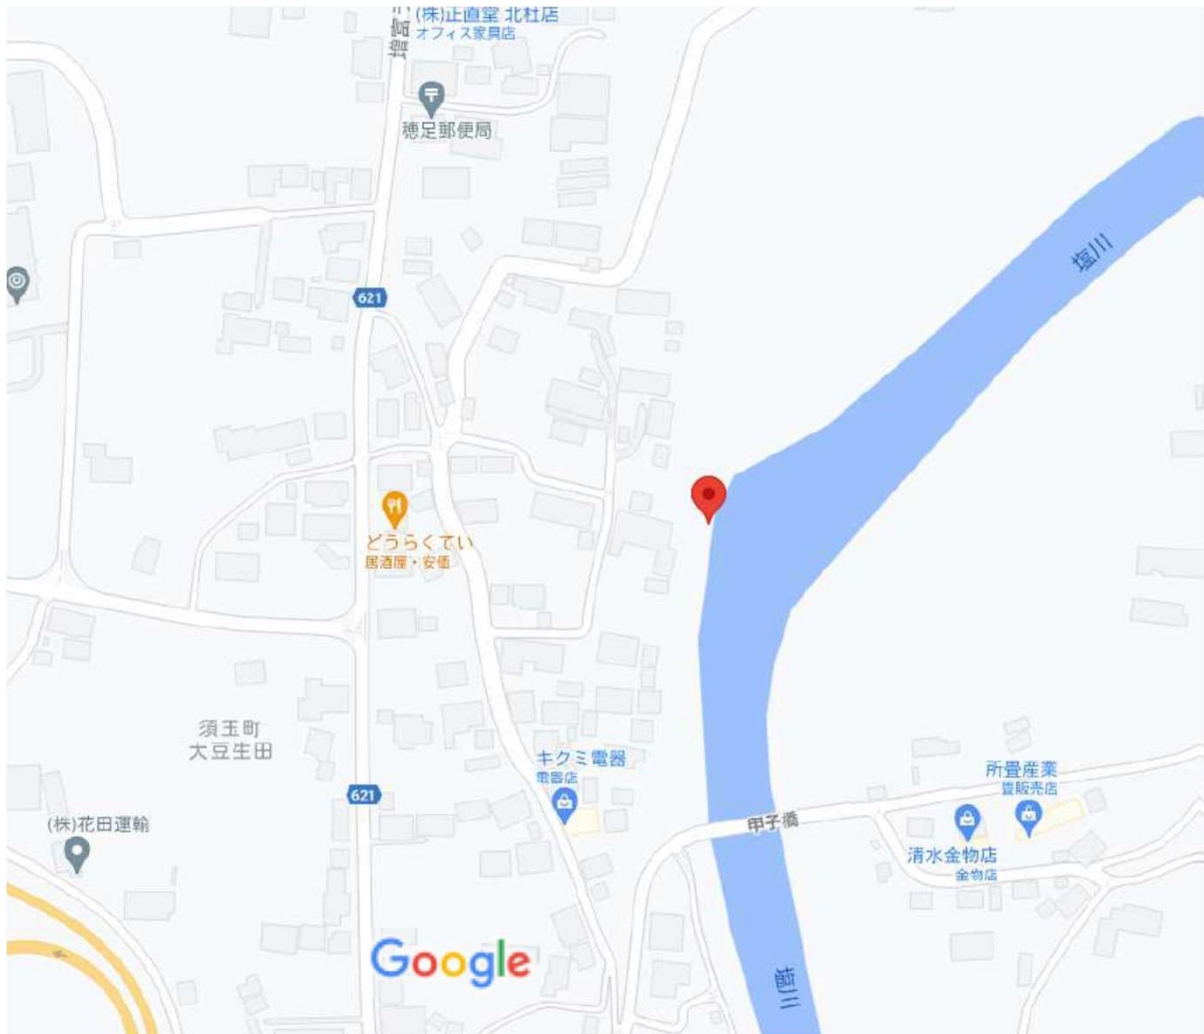 増富
(株)正直堂 北杜店
オフィス家具店
穂足郵便局
塩川
621
どうらくてい
居酒屋・安価
須玉町
大豆生田
キクミ電器
電器店
621
所畳産業
畳販売店
甲子橋
(株)花田運輸
清水金物店
金物店
Google
塩川